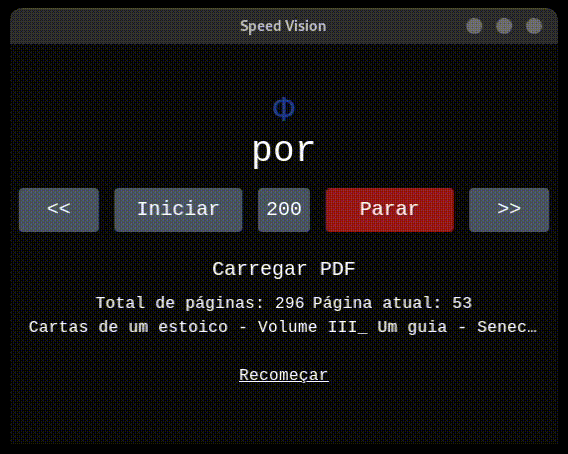 Speed Vision
Φ
por
<< Iniciar 200 Parar >>
Carregar PDF
Total de páginas: 296 Página atual: 53
Cartas de um estoico - Volume III_ Um guia - Senec…
Recomeçar